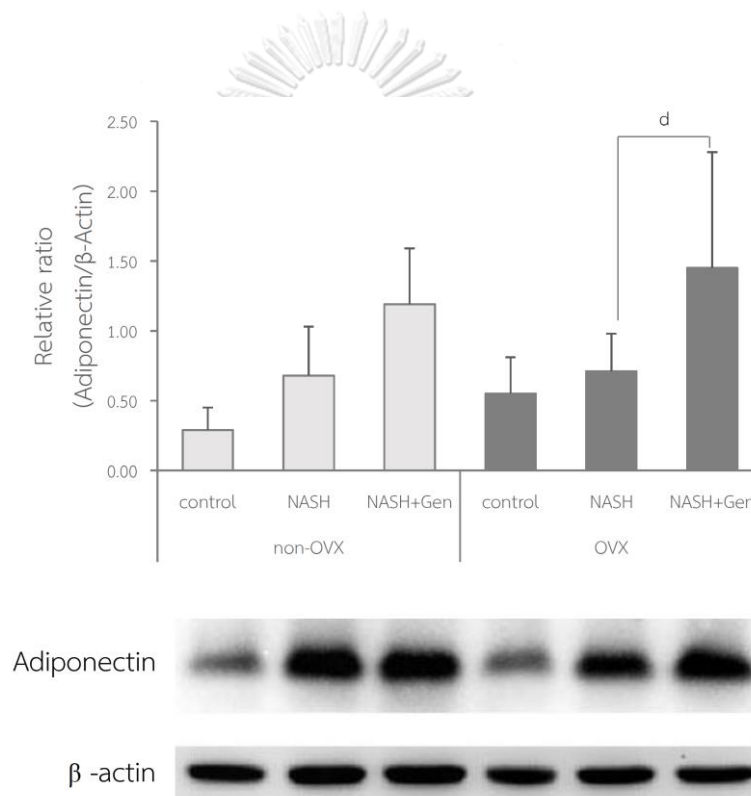 d
2.50
2.00
1.50
1.00
0.50
0.00
Relative ratio
(Adiponectin/β-Actin)
control NASH NASH+Gen control NASH NASH+Gen
non-OVX OVX
Adiponectin
β -actin